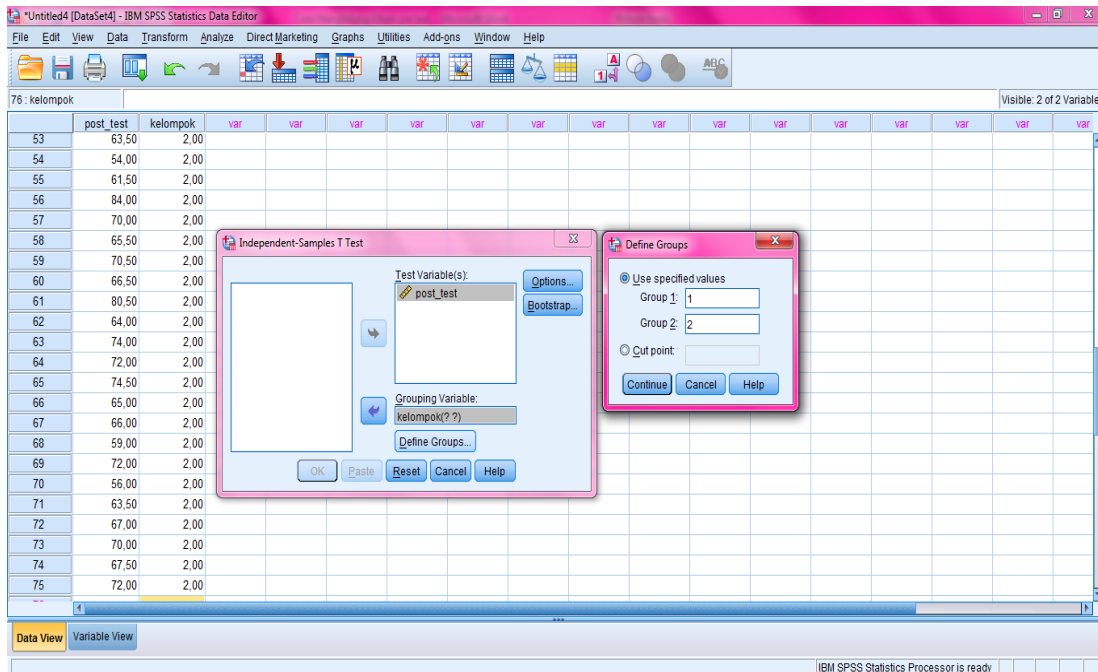 *Untitled4 [DataSet4] - IBM SPSS Statistics Data Editor
File Edit View Data Transform Analyze Direct Marketing Graphs Utilities Add-ons Window Help
76 : kelompok
Visible: 2 of 2 Variable
post_test kelompok var var var var var var var var var var var var var var var
53 63,50 2,00
54 54,00 2,00
55 61,50 2,00
56 84,00 2,00
57 70,00 2,00
58 65,50 2,00
59 70,50 2,00
60 66,50 2,00
61 80,50 2,00
62 64,00 2,00
63 74,00 2,00
64 72,00 2,00
65 74,50 2,00
66 65,00 2,00
67 66,00 2,00
68 59,00 2,00
69 72,00 2,00
70 56,00 2,00
71 63,50 2,00
72 67,00 2,00
73 70,00 2,00
74 67,50 2,00
75 72,00 2,00
Independent-Samples T Test
Test Variable(s):
post_test
Options...
Bootstrap...
Grouping Variable:
kelompok(? ?)
Define Groups...
OK Paste Reset Cancel Help
Define Groups
Use specified values
Group 1: 1
Group 2: 2
Cut point:
Continue Cancel Help
Data View Variable View
IBM SPSS Statistics Processor is ready